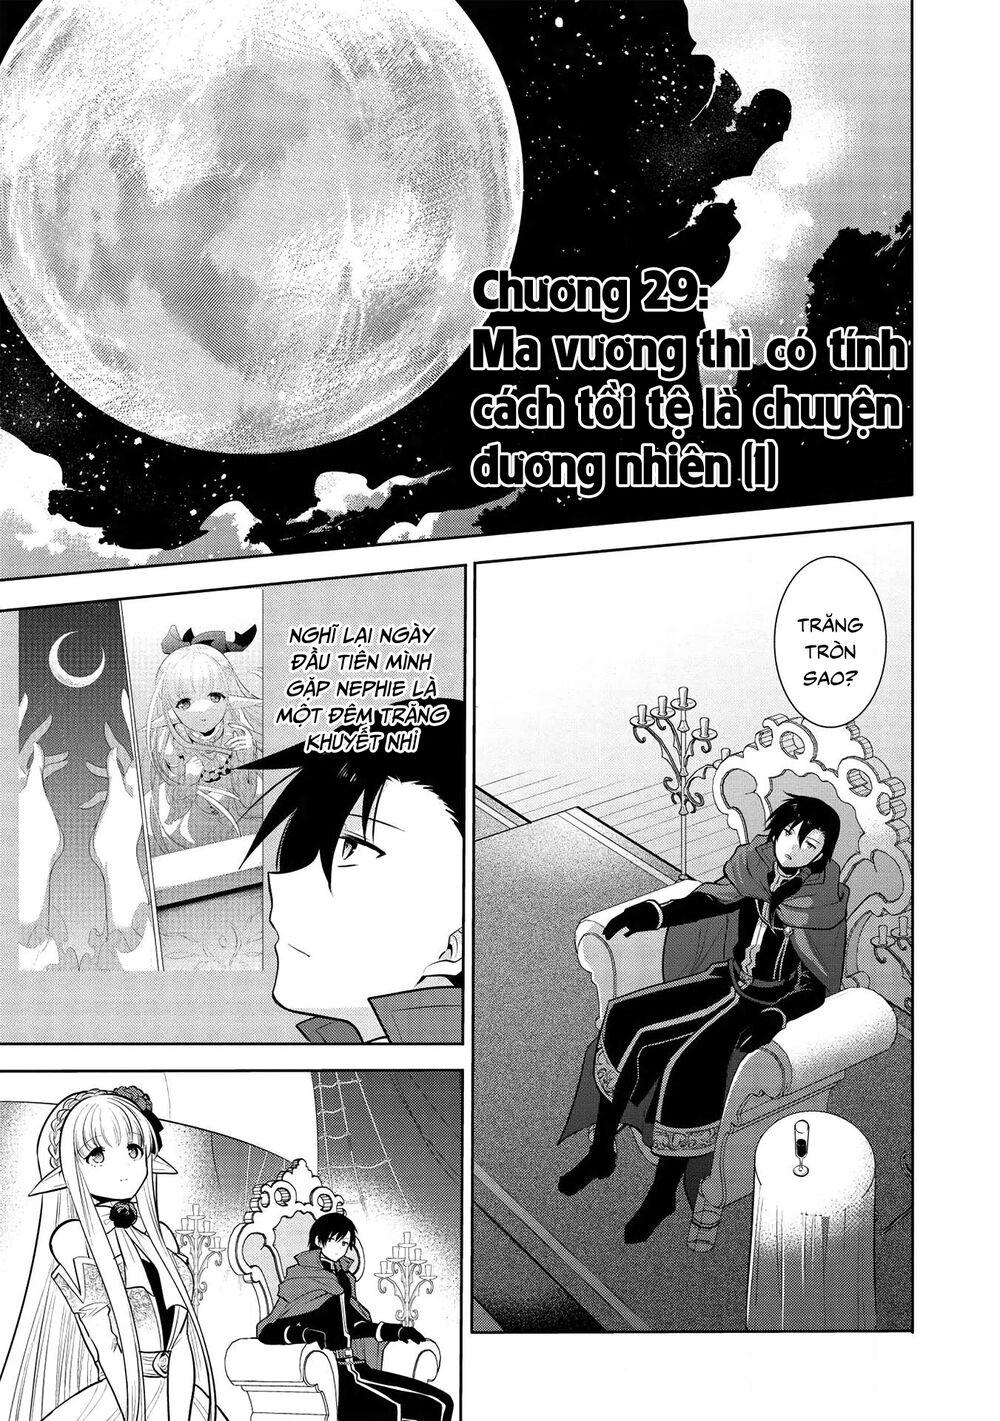 Chương 29:
Ma vương thì có tính
cách tồi tệ là chuyện
đương nhiên (1)
TRĂNG
TRÒN
SAO?
NGHĨ LẠI NGÀY
ĐẦU TIÊN MÌNH
GẶP NEPHIE LÀ
MỘT ĐÊM TRĂNG
KHUYẾT NHỈ